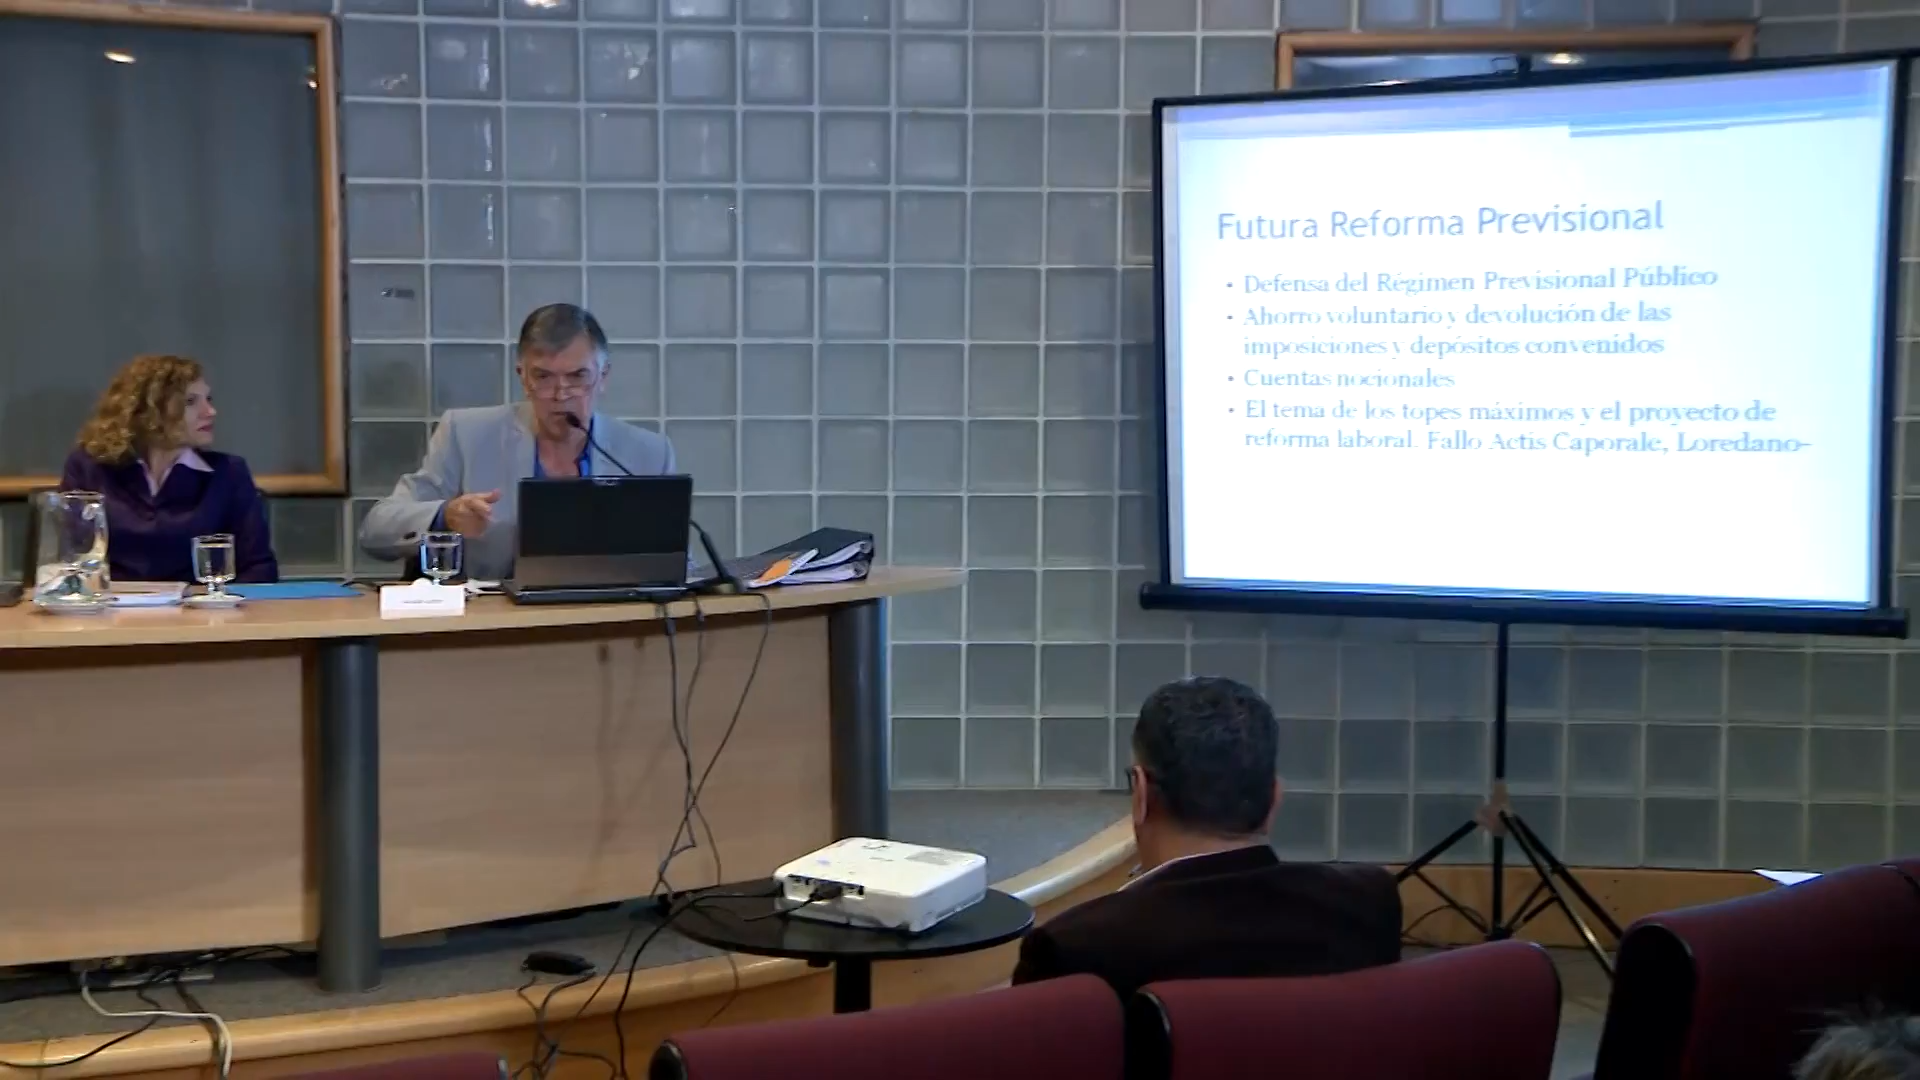 Futura Reforma Previsional
• Defensa del Régimen Previsional Público
• Ahorro voluntario y devolución de las
imposiciones y depósitos convenidos
• Cuentas nocionales
• El tema de los topes máximos y el proyecto de
reforma laboral. Fallo Actis Caporale, Loredano-